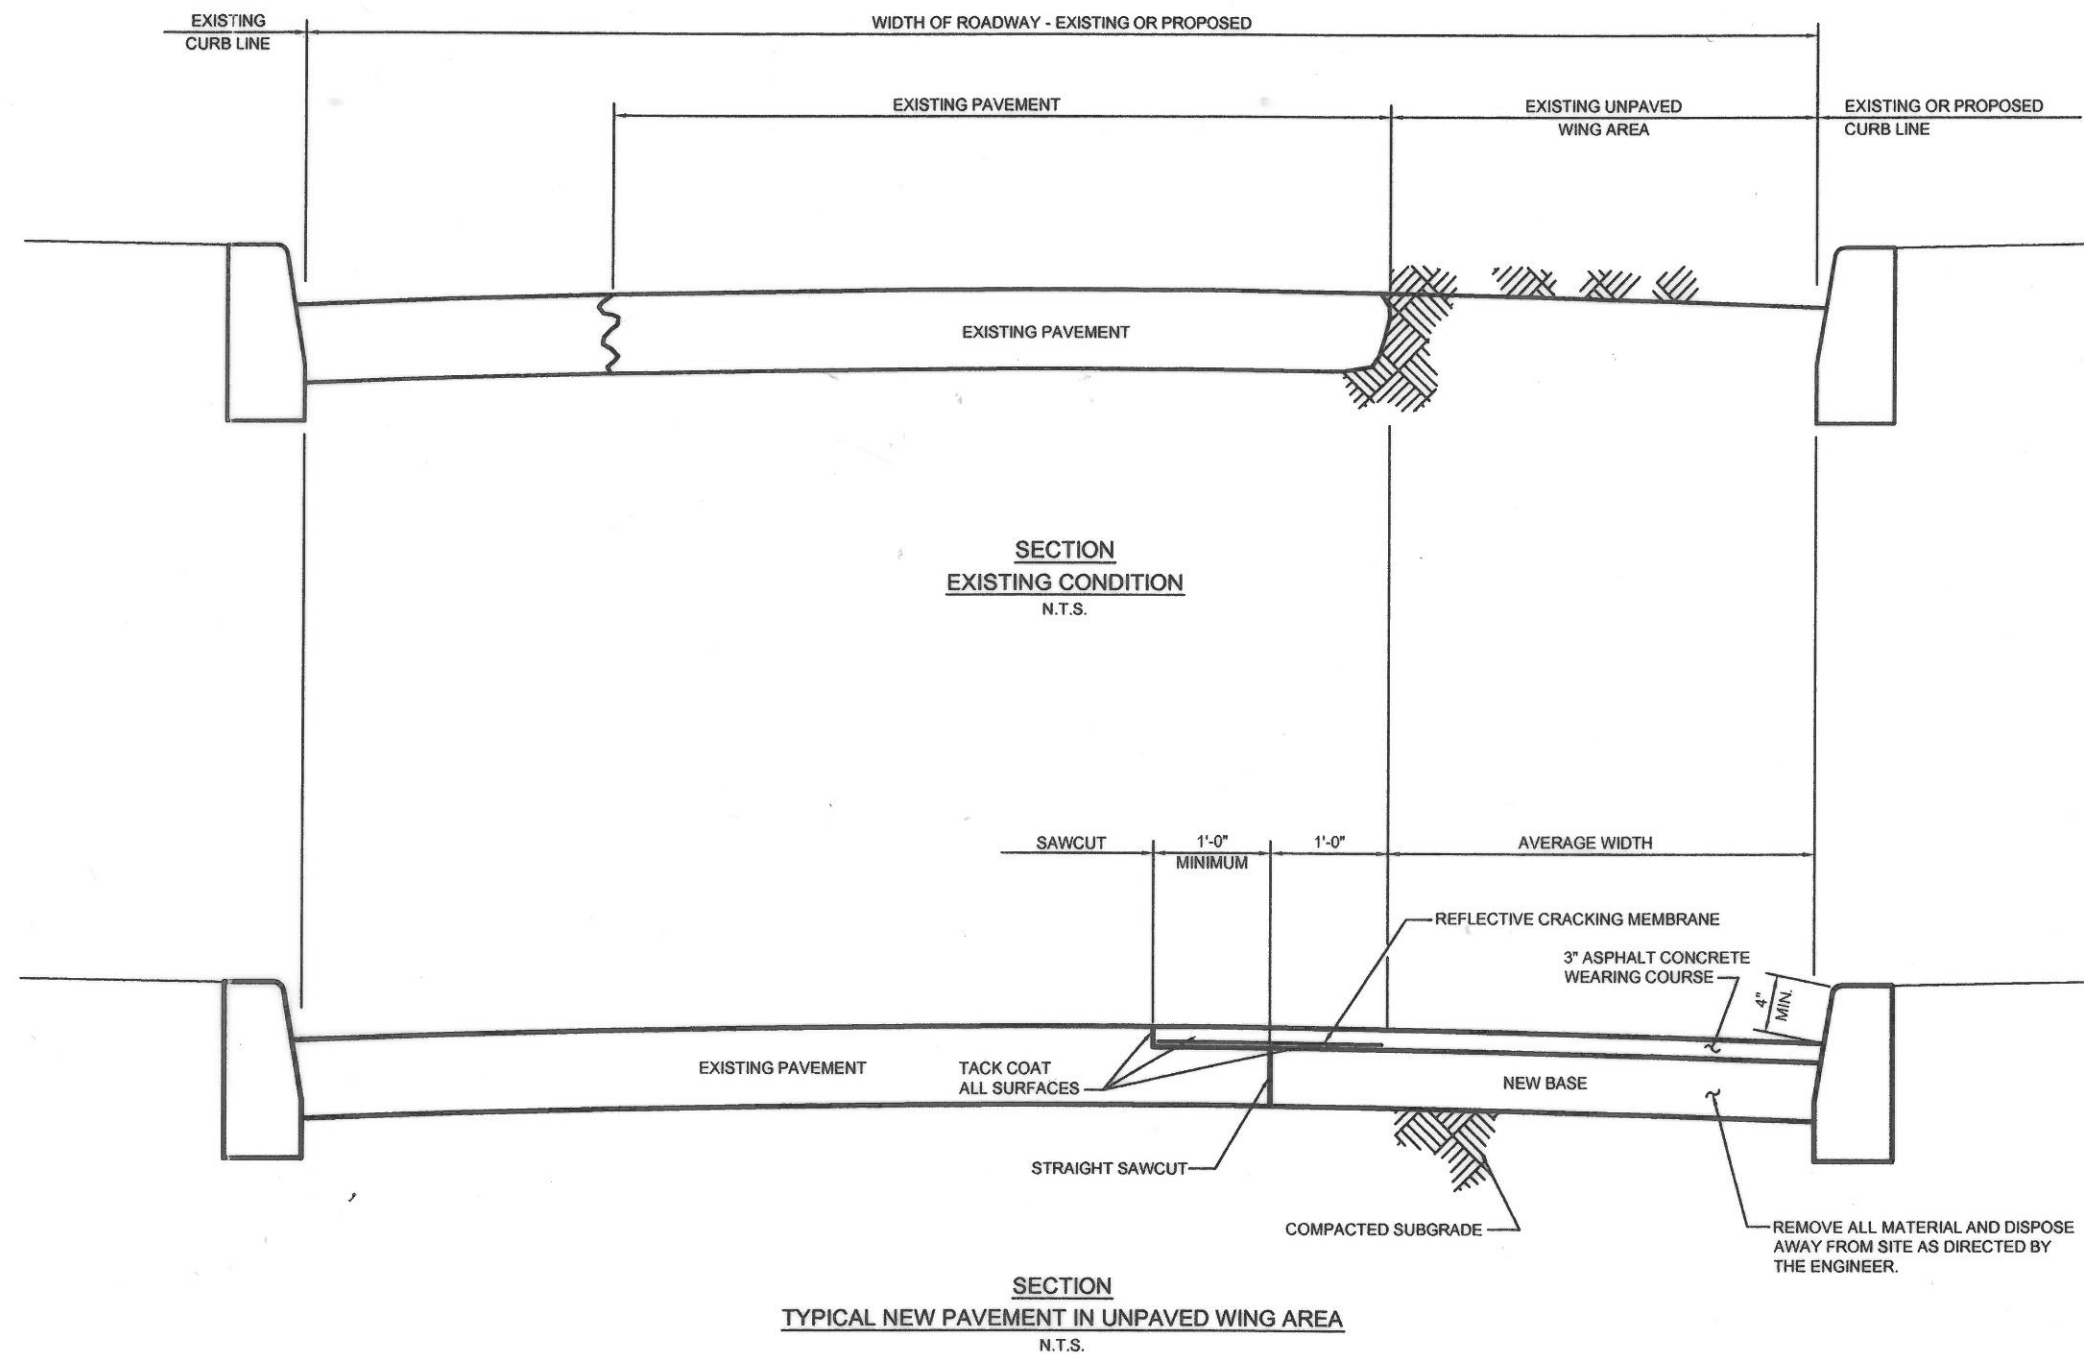 EXISTING
CURB LINE
WIDTH OF ROADWAY - EXISTING OR PROPOSED
EXISTING PAVEMENT
EXISTING UNPAVED
WING AREA
EXISTING OR PROPOSED
CURB LINE
EXISTING PAVEMENT
SECTION
EXISTING CONDITION
N.T.S.
SAWCUT
1'-0"
MINIMUM
1'-0"
AVERAGE WIDTH
REFLECTIVE CRACKING MEMBRANE
3" ASPHALT CONCRETE
WEARING COURSE
4"
MIN.
EXISTING PAVEMENT
TACK COAT
ALL SURFACES
NEW BASE
STRAIGHT SAWCUT
COMPACTED SUBGRADE
REMOVE ALL MATERIAL AND DISPOSE
AWAY FROM SITE AS DIRECTED BY
THE ENGINEER.
SECTION
TYPICAL NEW PAVEMENT IN UNPAVED WING AREA
N.T.S.